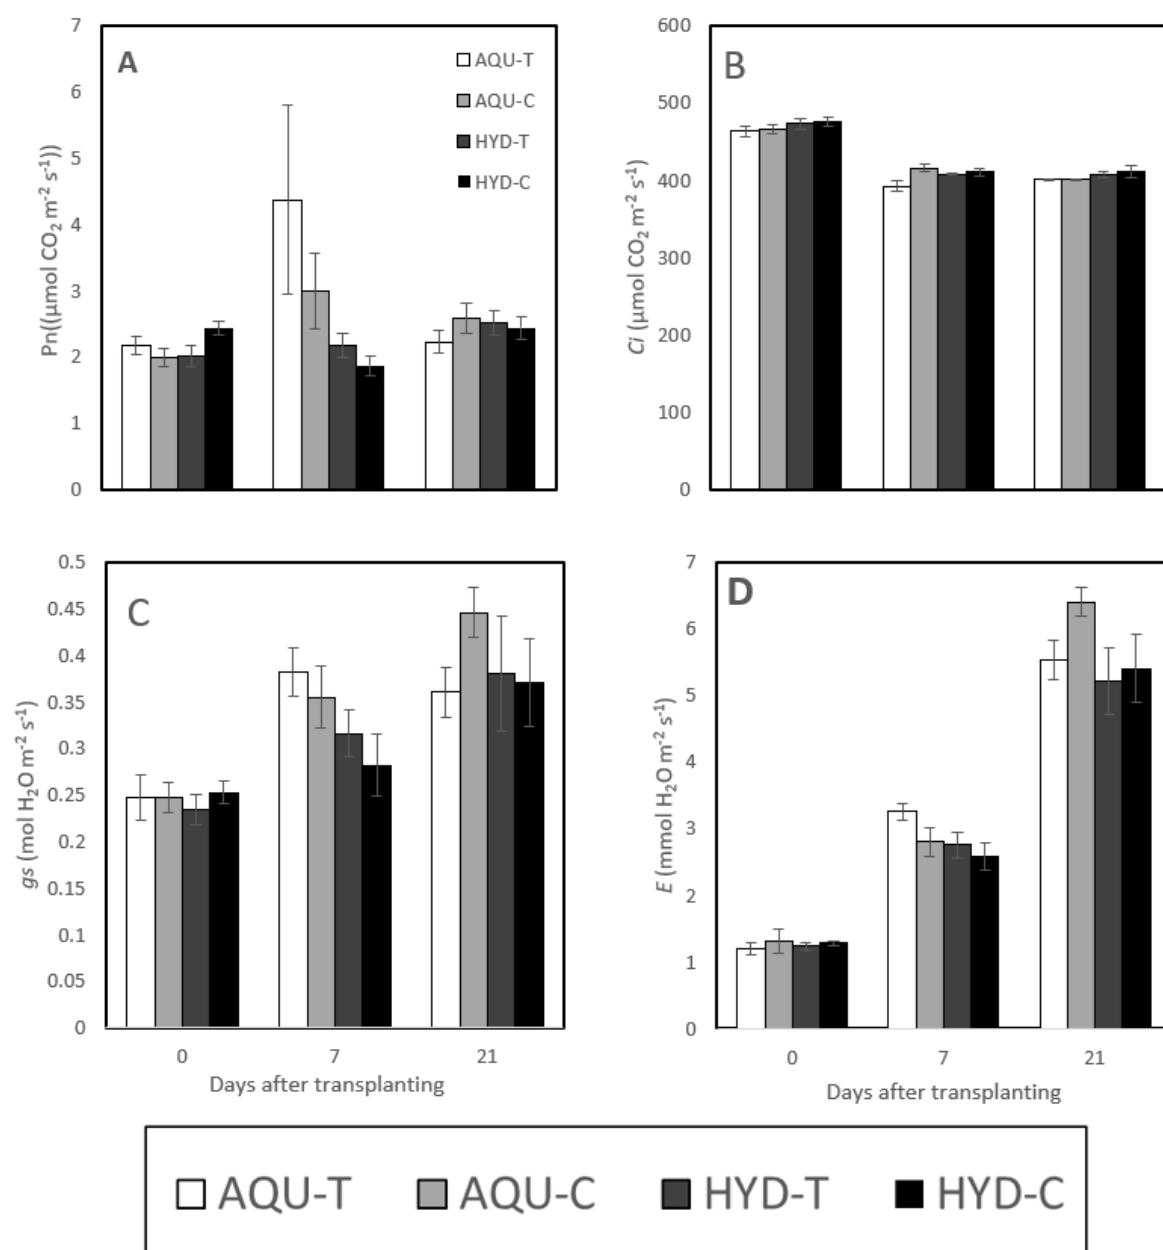 A
AQU-T
AQU-C
HYD-T
HYD-C
7
6
5
4
3
2
1
0
Pn((µmol CO₂ m⁻² s⁻¹))
B
600
500
400
300
200
100
0
Ci (µmol CO₂ m⁻² s⁻¹)
C
0.5
0.45
0.4
0.35
0.3
0.25
0.2
0.15
0.1
0.05
0
gs (mol H₂O m⁻² s⁻¹)
0 7 21
Days after transplanting
D
7
6
5
4
3
2
1
0
E (mmol H₂O m⁻² s⁻¹)
0 7 21
Days after transplanting
AQU-T AQU-C HYD-T HYD-C